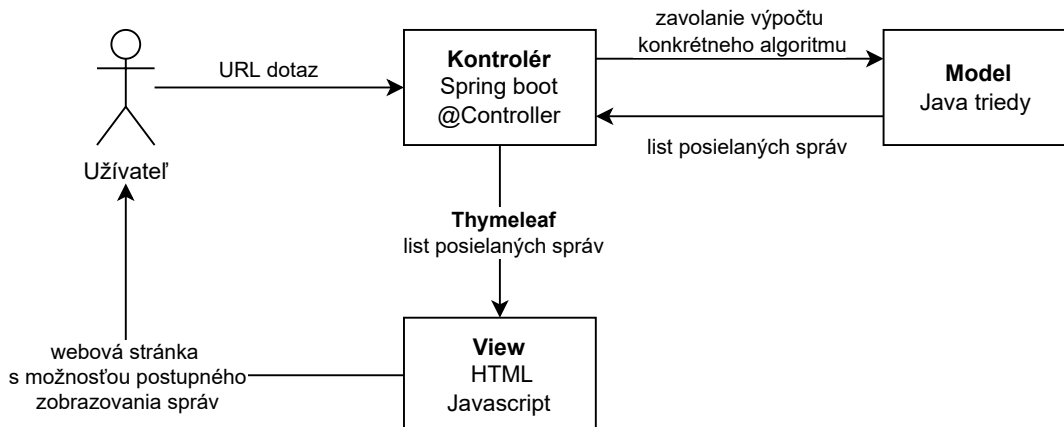 zavolanie výpočtu
konkrétneho algoritmu
URL dotaz
Kontrolér
Spring boot
@Controller
Model
Java triedy
list posielaných správ
Užívateľ
Thymeleaf
list posielaných správ
webová stránka
s možnosťou postupného
zobrazovania správ
View
HTML
Javascript